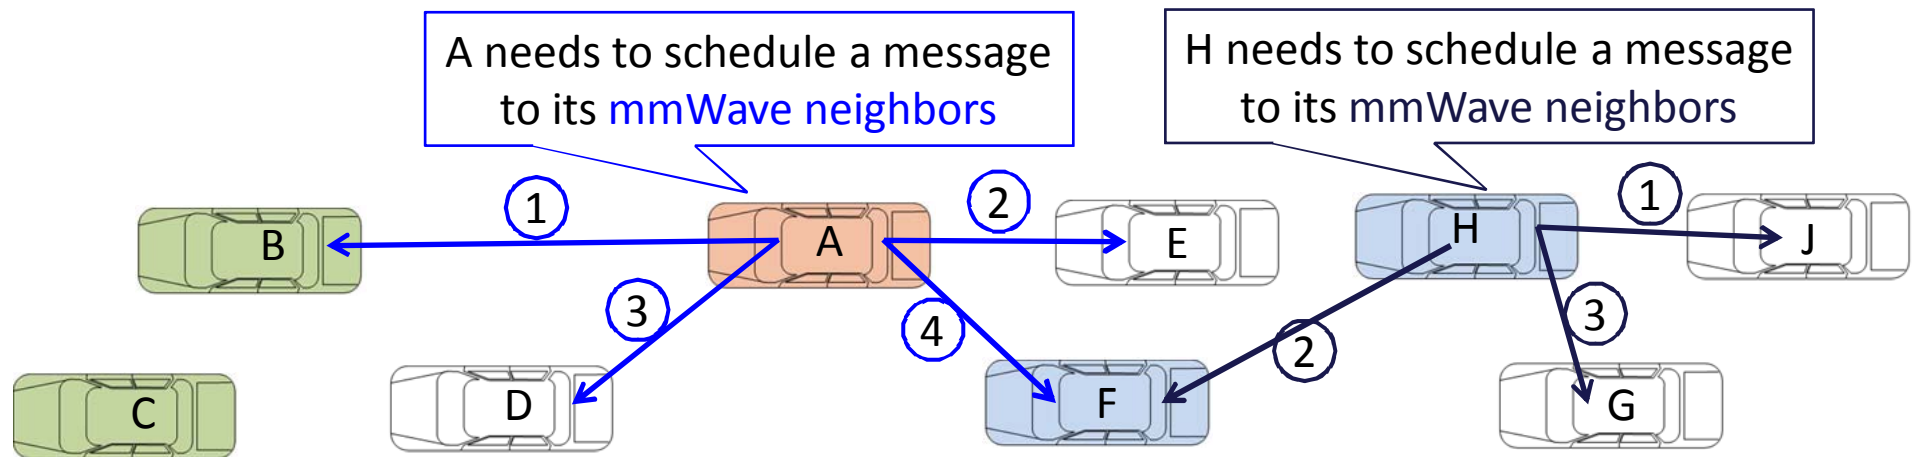 A needs to schedule a message
to its mmWave neighbors
H needs to schedule a message
to its mmWave neighbors
1
2
1
B
A
E
H
J
3
4
2
3
C
D
F
G